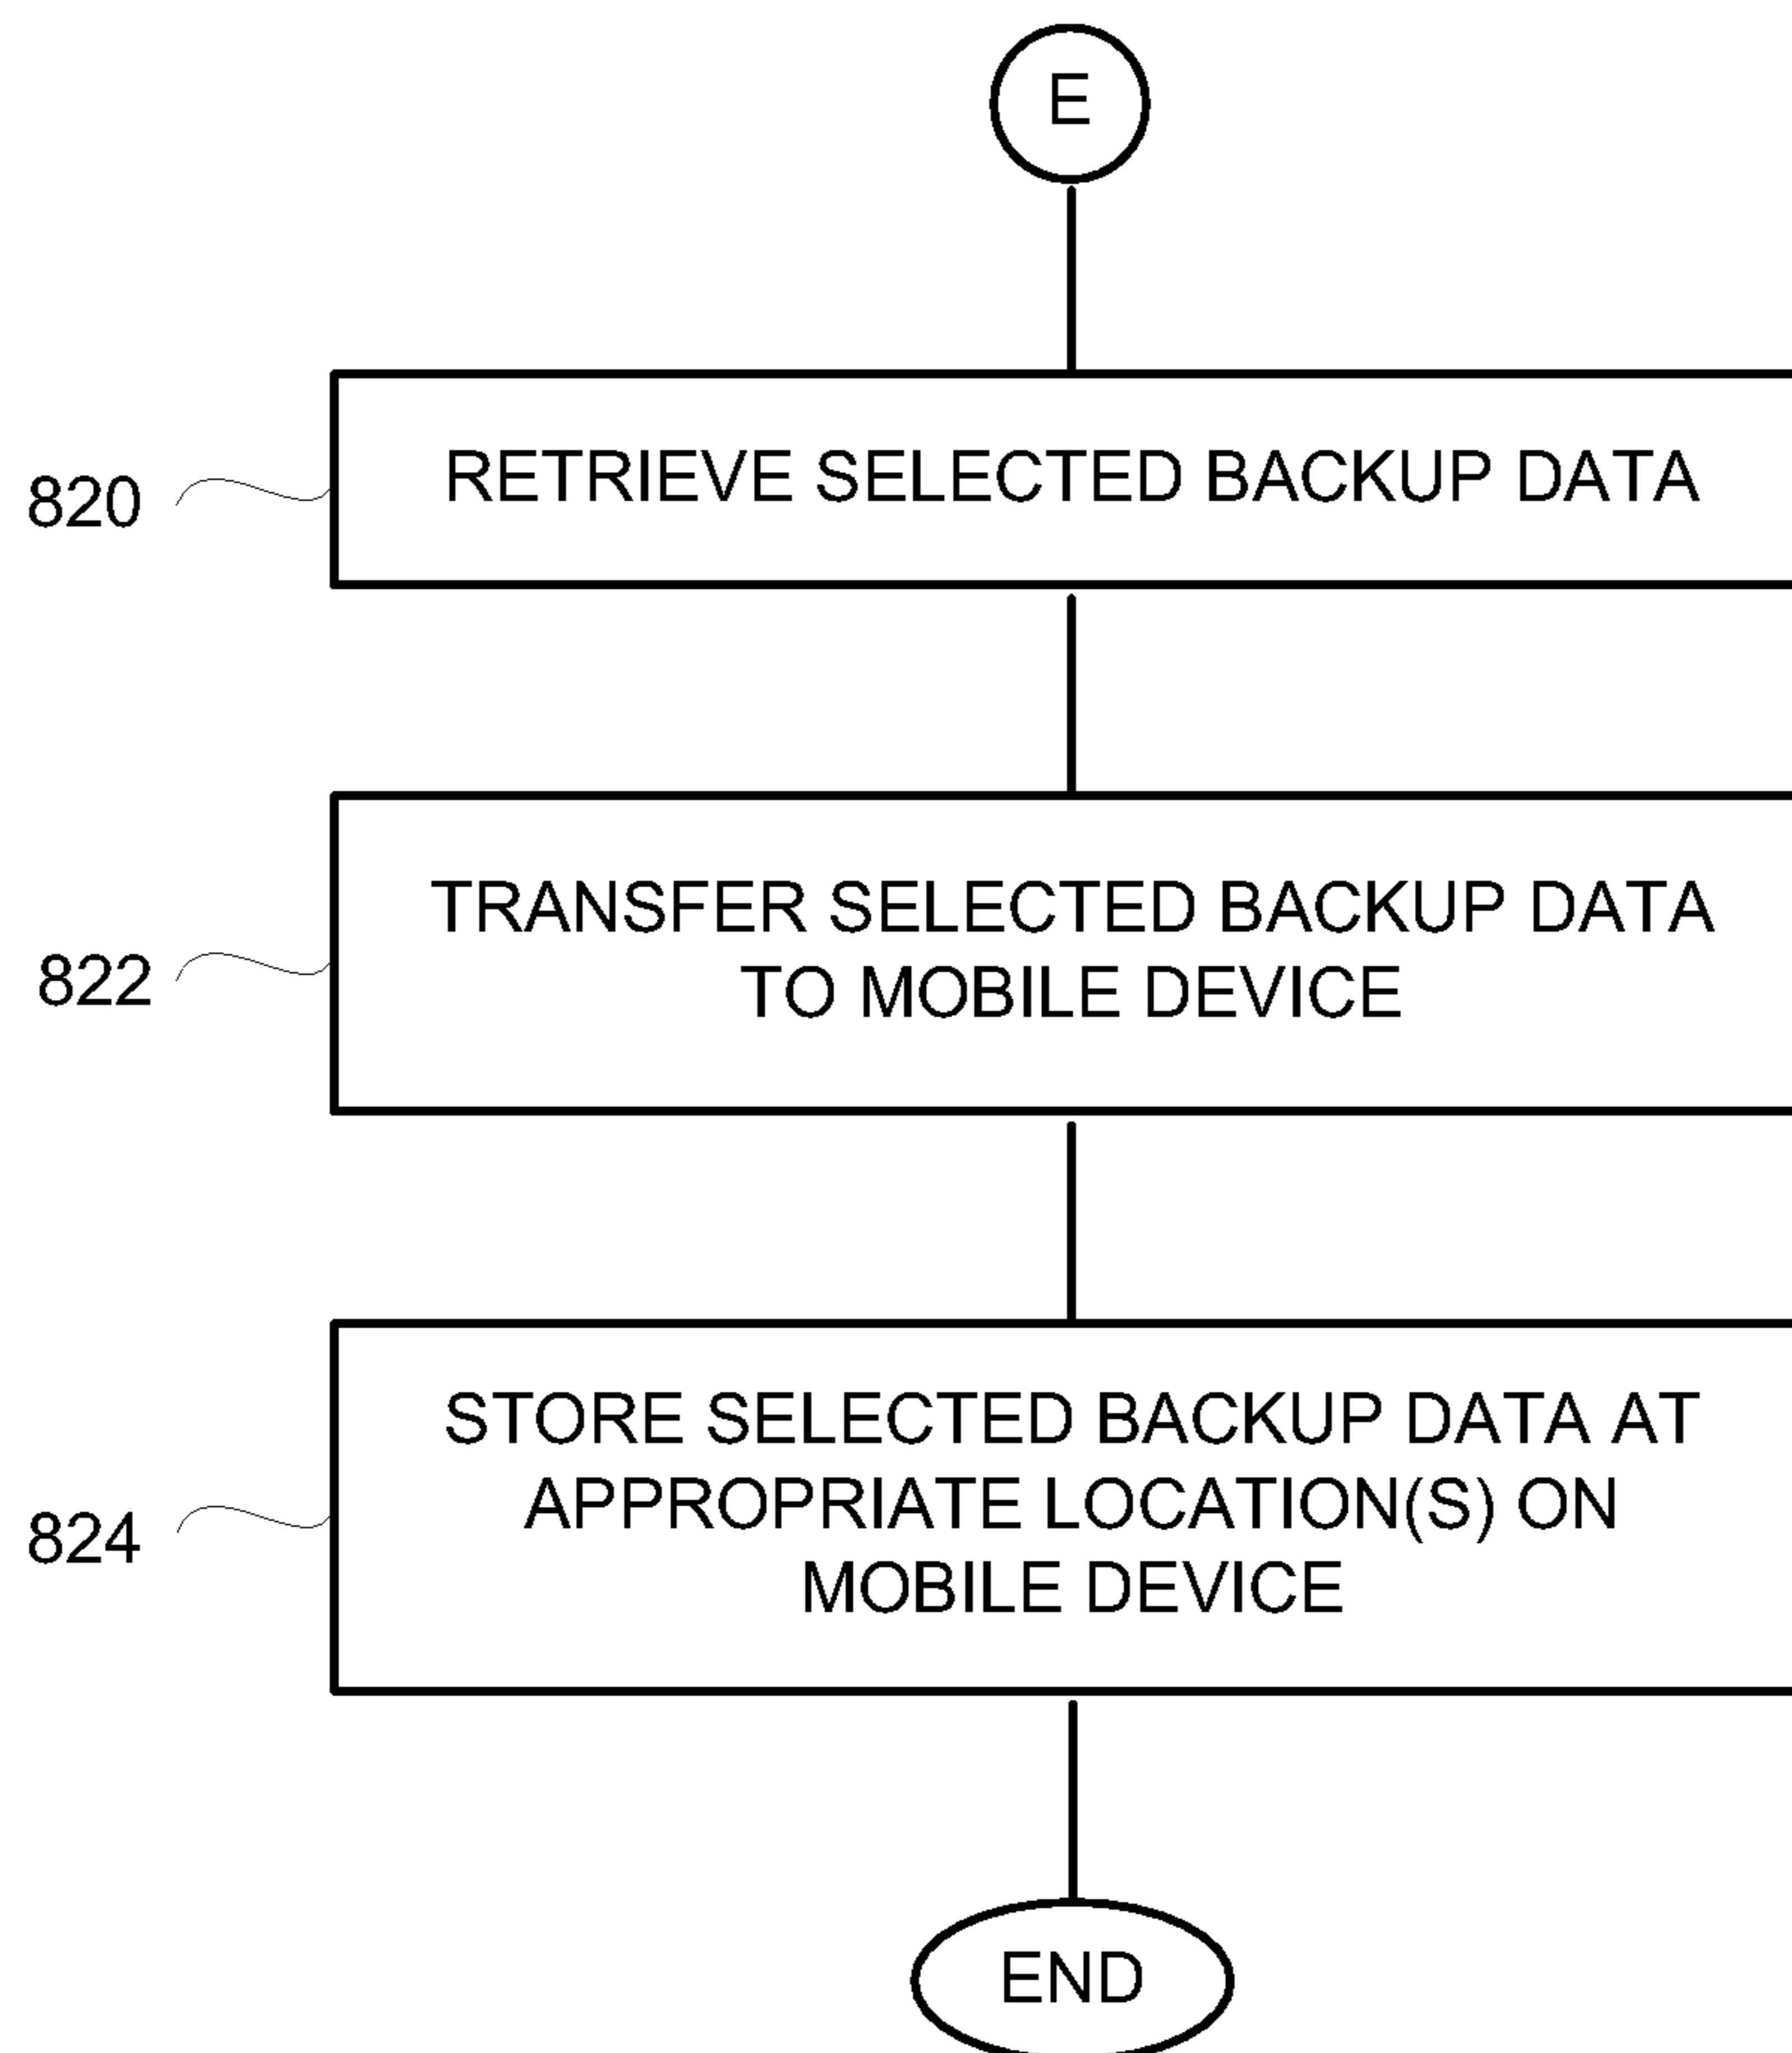 E
820
RETRIEVE SELECTED BACKUP DATA
822
TRANSFER SELECTED BACKUP DATA
TO MOBILE DEVICE
824
STORE SELECTED BACKUP DATA AT
APPROPRIATE LOCATION(S) ON
MOBILE DEVICE
END